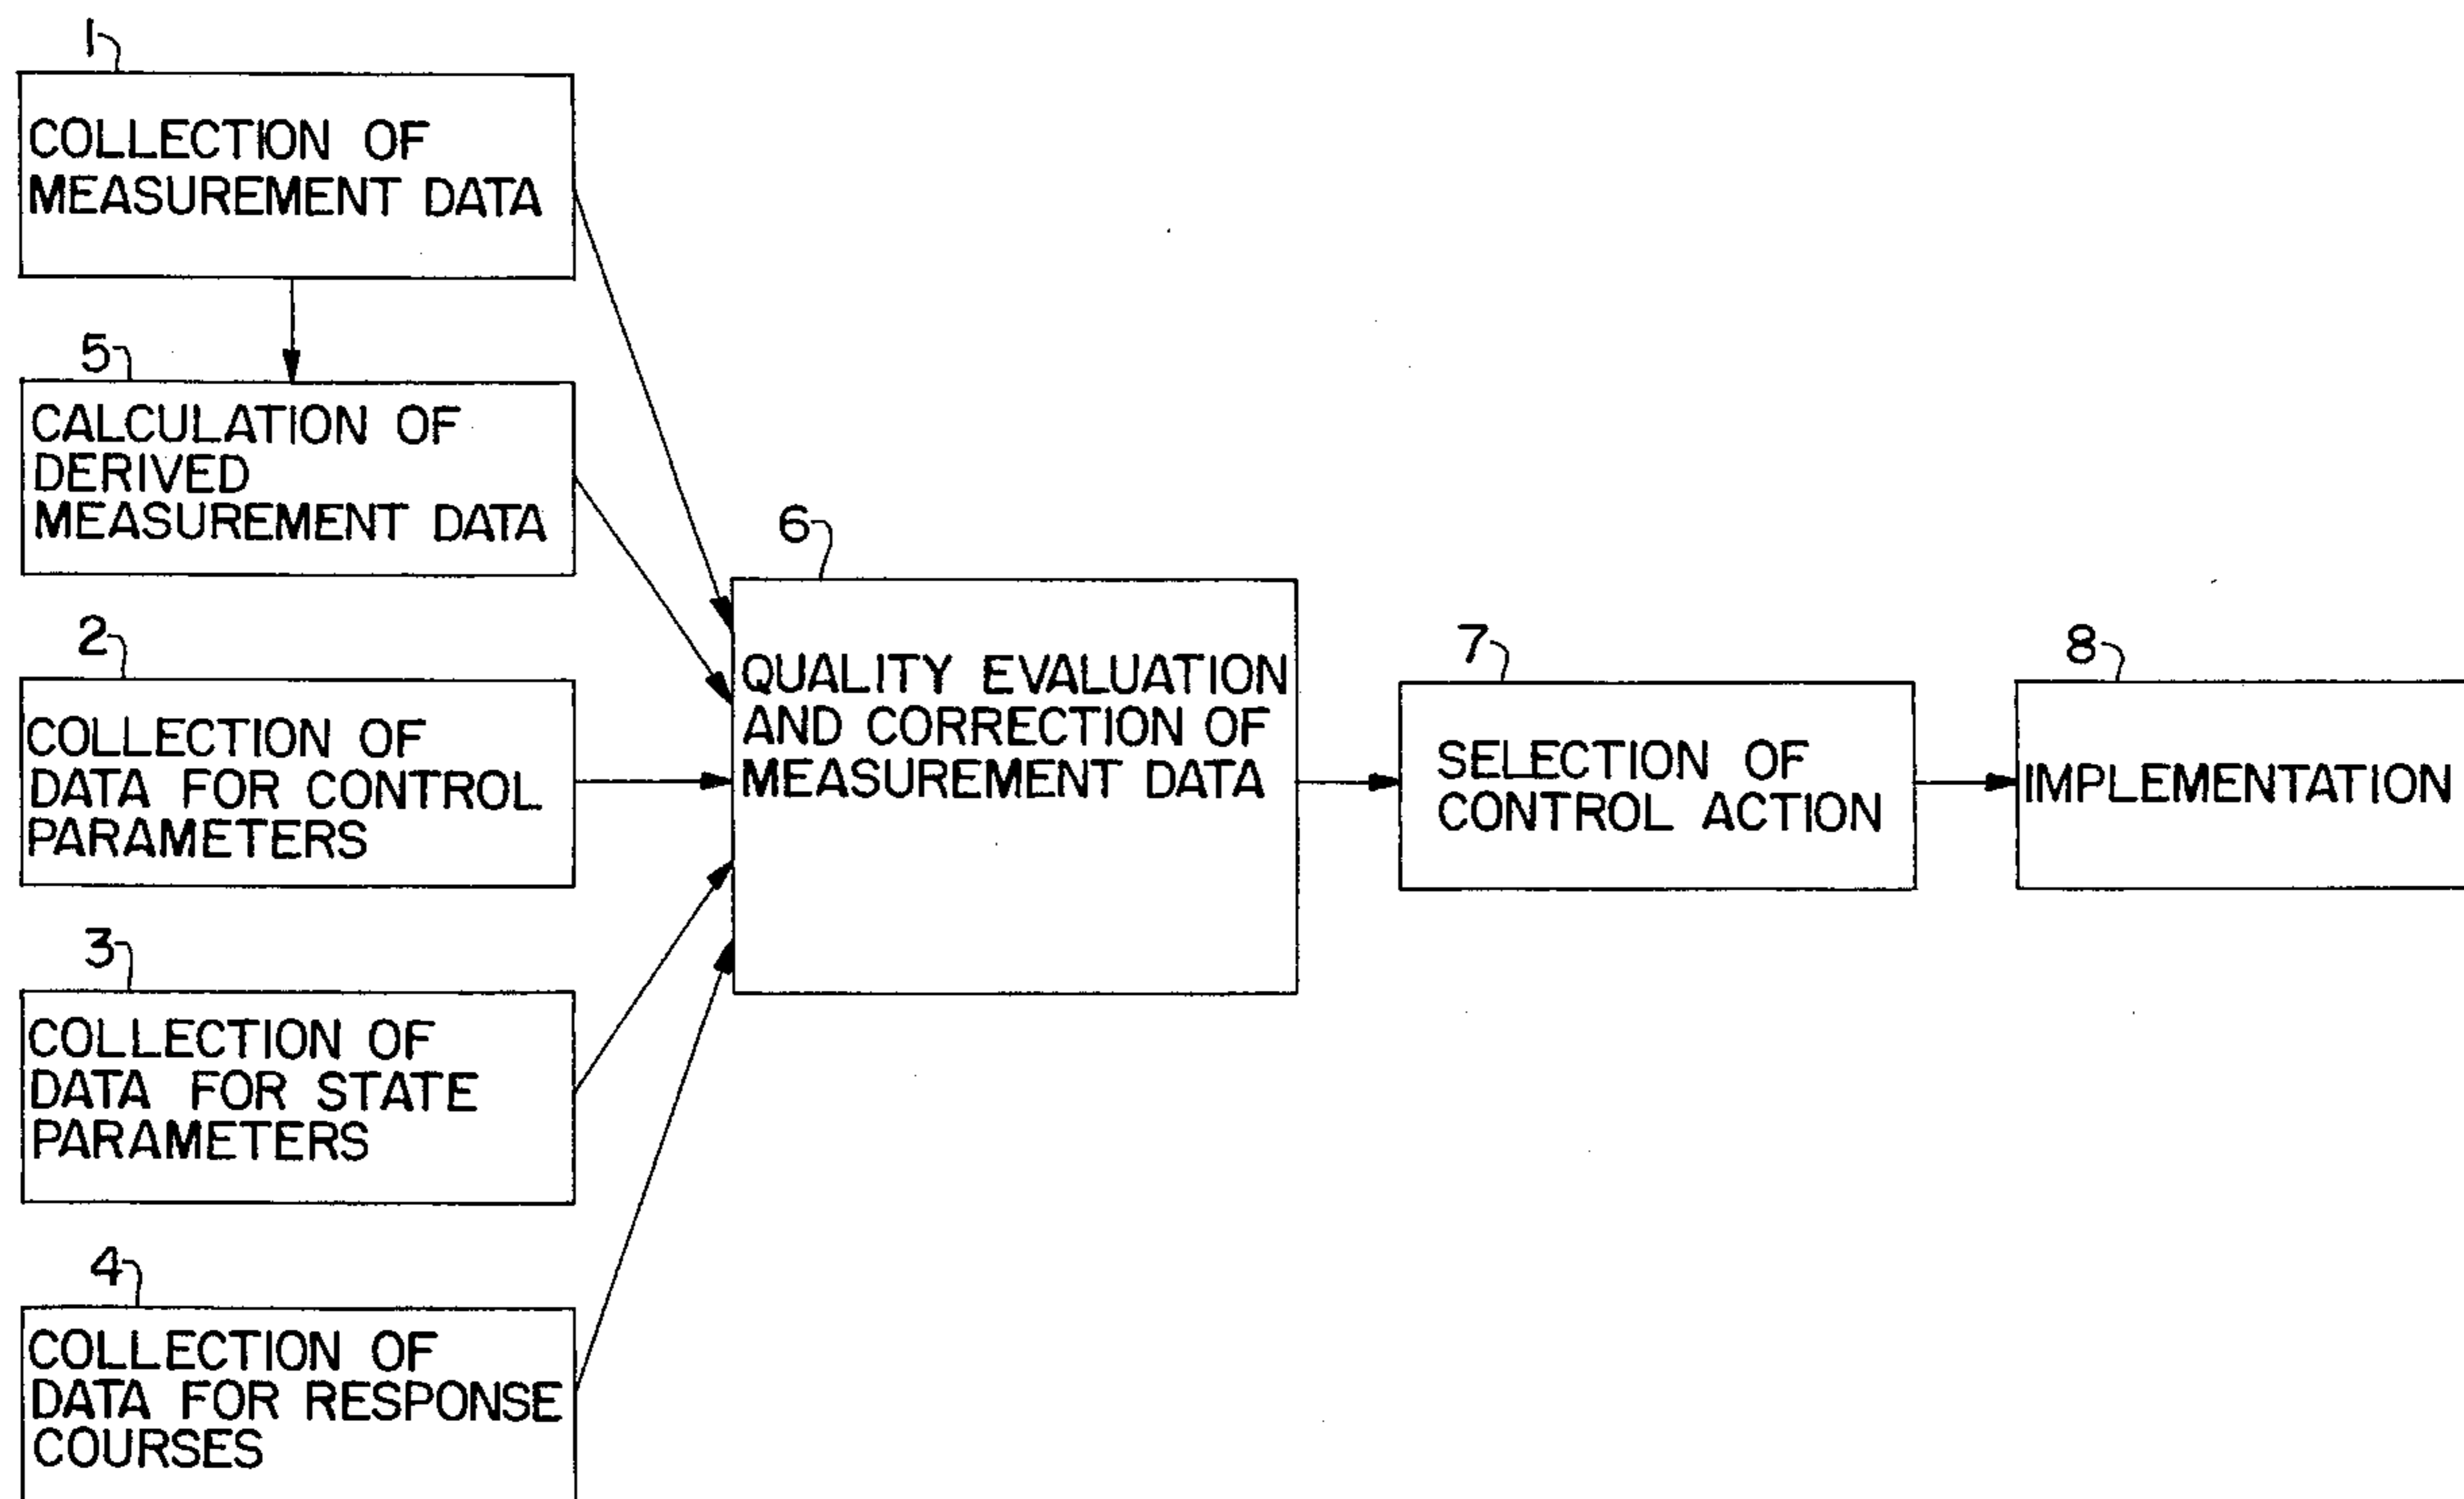 1
COLLECTION OF
MEASUREMENT DATA
5
CALCULATION OF
DERIVED
MEASUREMENT DATA
2
COLLECTION OF
DATA FOR CONTROL
PARAMETERS
3
COLLECTION OF
DATA FOR STATE
PARAMETERS
4
COLLECTION OF
DATA FOR RESPONSE
COURSES
6
QUALITY EVALUATION
AND CORRECTION OF
MEASUREMENT DATA
7
SELECTION OF
CONTROL ACTION
8
IMPLEMENTATION